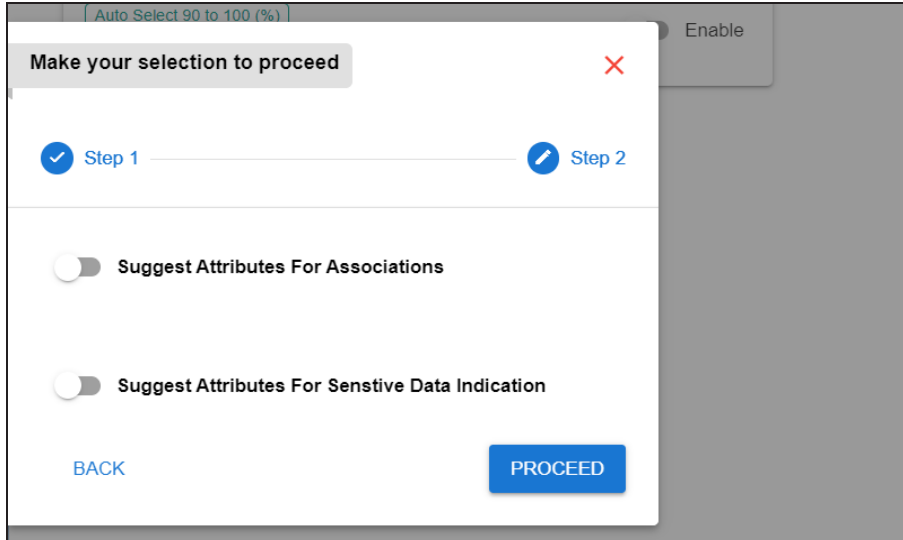 Auto Select 90 to 100 (%)
Enable
Make your selection to proceed
Step 1
Step 2
Suggest Attributes For Associations
Suggest Attributes For Senstive Data Indication
BACK
PROCEED